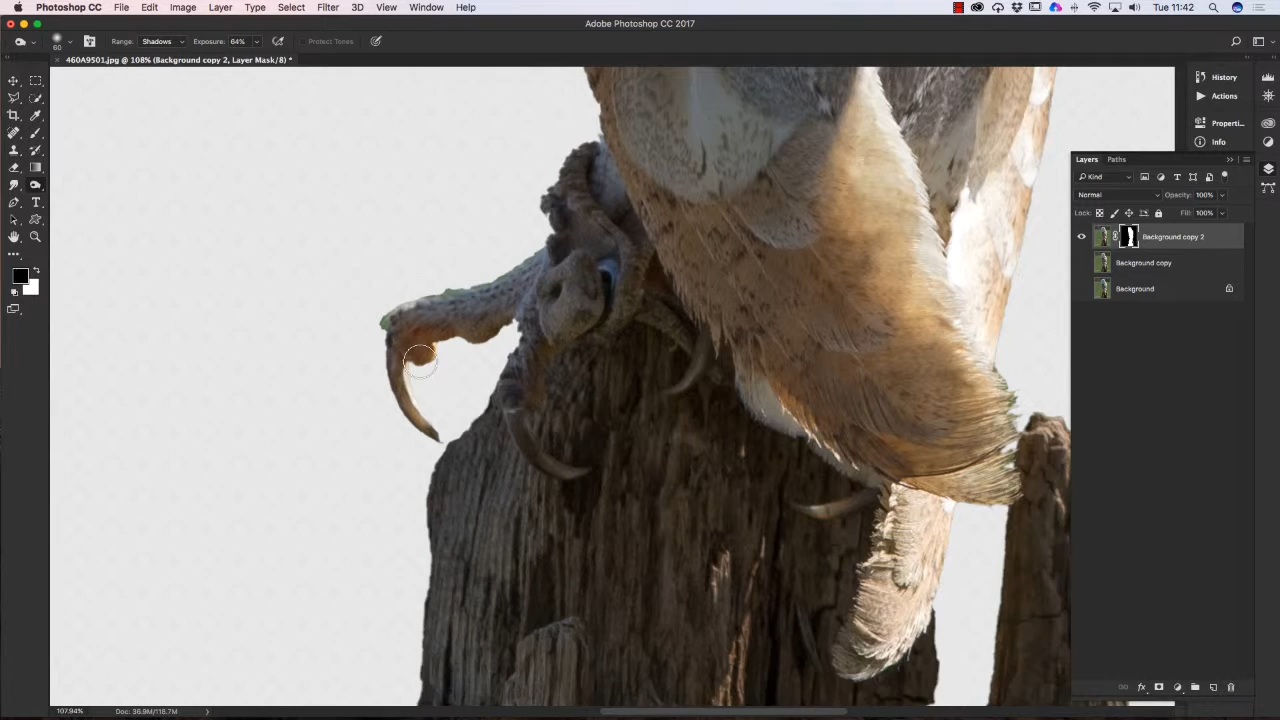 Photoshop CC File Edit Image Layer Type Select Filter 3D View Window Help Tue 11:42
Adobe Photoshop CC 2017
60 Range: Shadows Exposure: 64% Protect Tones
460A9501.jpg @ 108% (Background copy 2, Layer Mask/8) *
History
Actions
Properti...
Info
Layers Paths
Kind
Normal Opacity: 100%
Lock: Fill: 100%
Background copy 2
Background copy
Background
fx
107.94% Doc: 36.9M/118.7M